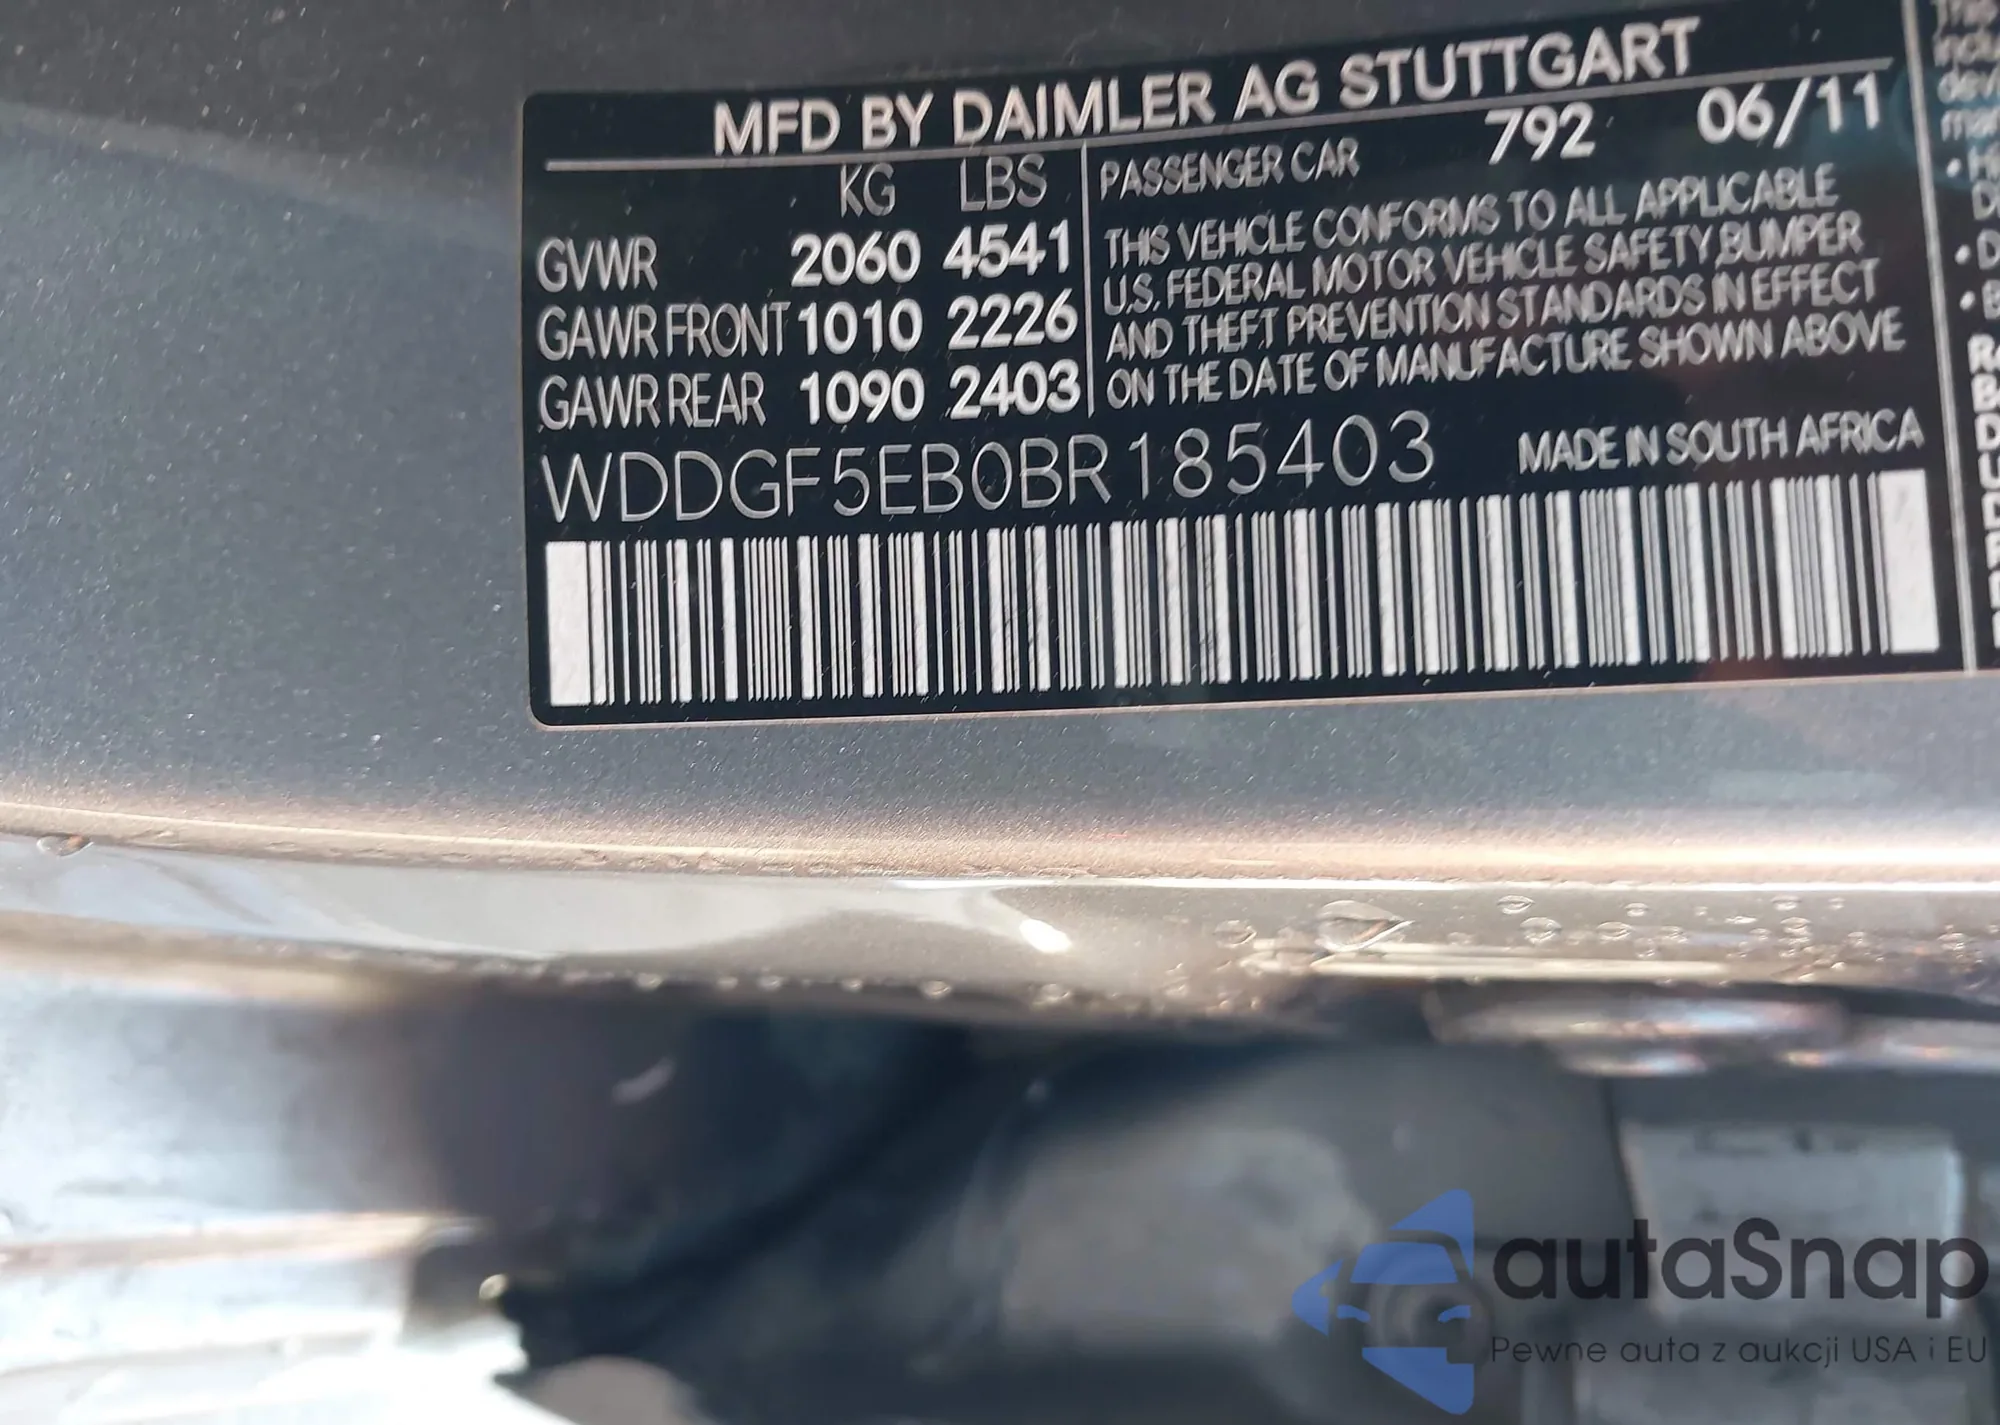 MFD BY DAIMLER AG STUTTGART
KG LBS
GVWR 2060 4541
GAWR FRONT 1010 2226
GAWR REAR 1090 2403
PASSENGER CAR 792 06/11
THIS VEHICLE CONFORMS TO ALL APPLICABLE
U.S. FEDERAL MOTOR VEHICLE SAFETY,BUMPER
AND THEFT PREVENTION STANDARDS IN EFFECT
ON THE DATE OF MANUFACTURE SHOWN ABOVE
WDDGF5EB0BR185403 MADE IN SOUTH AFRICA
autaSnap
Pewne auta z aukcji USA i EU